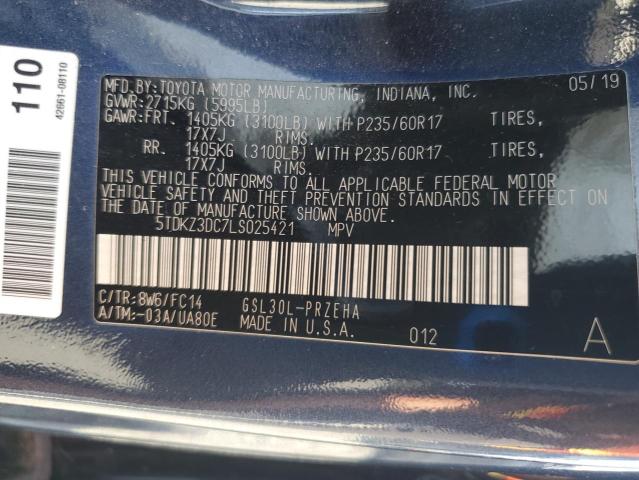 110
42661-08110
MFD.BY:TOYOTA MOTOR MANUFACTURING, INDIANA, INC. 05/19
GVWR:2715KG (5995LB)
GAWR:FRT. 1405KG (3100LB) WITH P235/60R17 TIRES,
17X7J RIMS.
RR. 1405KG (3100LB) WITH P235/60R17 TIRES,
17X7J RIMS.
THIS VEHICLE CONFORMS TO ALL APPLICABLE FEDERAL MOTOR
VEHICLE SAFETY AND THEFT PREVENTION STANDARDS IN EFFECT ON
THE DATE OF MANUFACTURE SHOWN ABOVE.
5TDKZ3DC7LS025421 MPV
C/TR:8W6/FC14 GSL30L-PRZEHA
A/TM:-03A/UA80E MADE IN U.S.A. 012 A